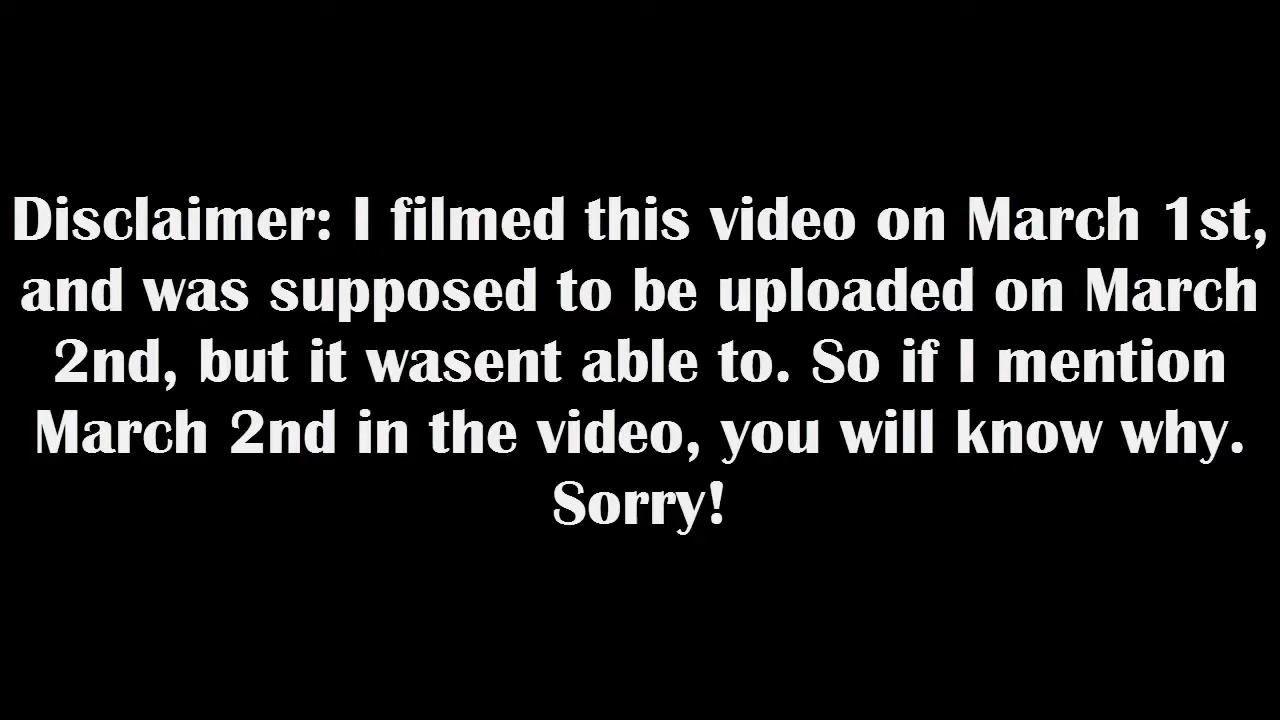 Disclaimer: I filmed this video on March 1st,
and was supposed to be uploaded on March
2nd, but it wasent able to. So if I mention
March 2nd in the video, you will know why.
Sorry!